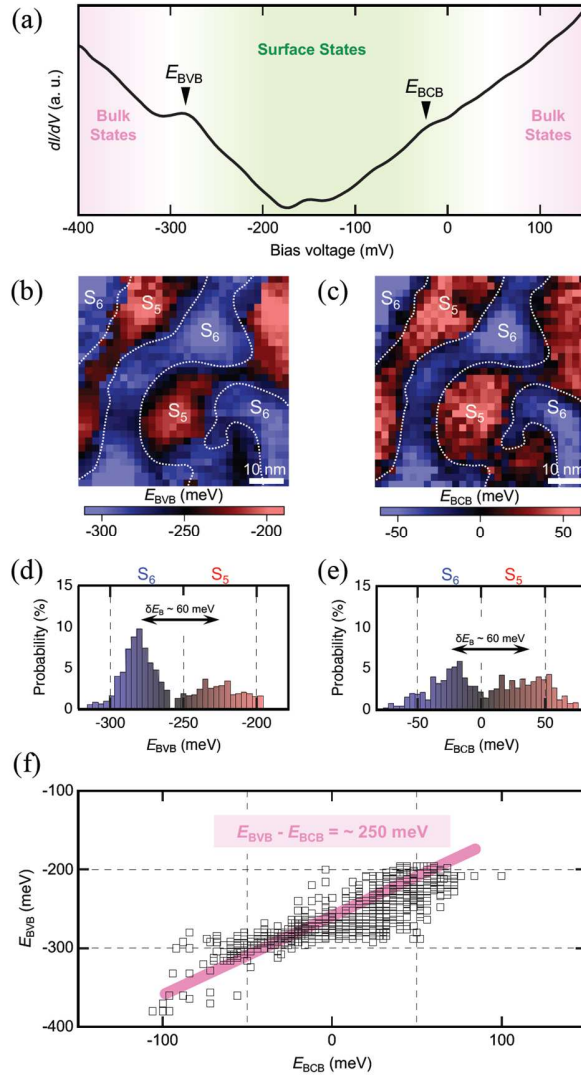 (a)
Surface States
E_BVB
E_BCB
Bulk States
Bulk States
dI/dV (a. u.)
-400 -300 -200 -100 0 100
Bias voltage (mV)
(b) (c)
S6 S5 S6 S5 S6
S6 S5 S6 S5 S6
10 nm 10 nm
E_BVB (meV) E_BCB (meV)
-300 -250 -200 -50 0 50
(d) S6 S5 (e) S6 S5
15 15
δE_B ~ 60 meV δE_B ~ 60 meV
10 10
5 5
0 0
Probability (%) Probability (%)
-300 -250 -200 -50 0 50
E_BVB (meV) E_BCB (meV)
(f)
-100
E_BVB - E_BCB = ~ 250 meV
-200
-300
-400
E_BVB (meV)
-100 0 100
E_BCB (meV)